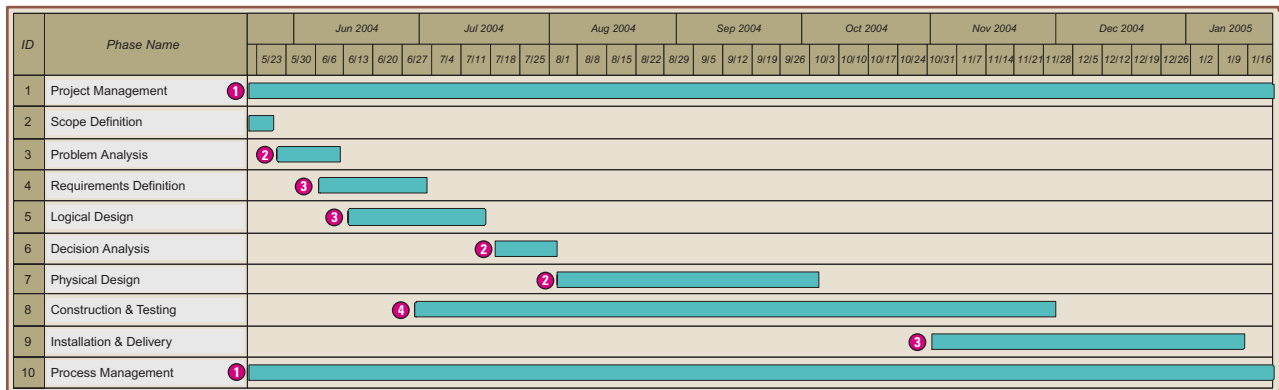 ID Phase Name Jun 2004 Jul 2004 Aug 2004 Sep 2004 Oct 2004 Nov 2004 Dec 2004 Jan 2005
5/23 5/30 6/6 6/13 6/20 6/27 7/4 7/11 7/18 7/25 8/1 8/8 8/15 8/22 8/29 9/5 9/12 9/19 9/26 10/3 10/10 10/17 10/24 10/31 11/7 11/14 11/21 11/28 12/5 12/12 12/19 12/26 1/2 1/9 1/16
1 Project Management 1
2 Scope Definition
3 Problem Analysis 2
4 Requirements Definition 3
5 Logical Design 3
6 Decision Analysis 2
7 Physical Design 2
8 Construction & Testing 4
9 Installation & Delivery 3
10 Process Management 1